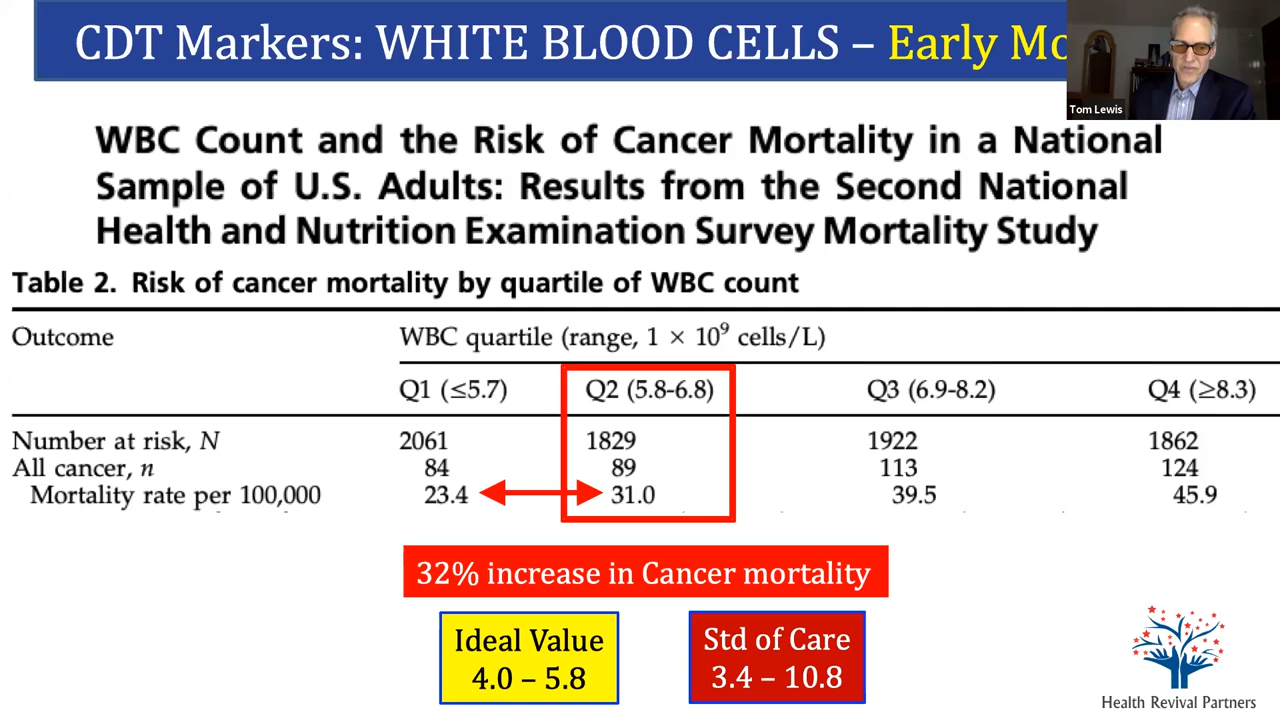 CDT Markers: WHITE BLOOD CELLS – Early Mo
Tom Lewis
WBC Count and the Risk of Cancer Mortality in a National
Sample of U.S. Adults: Results from the Second National
Health and Nutrition Examination Survey Mortality Study
Table 2. Risk of cancer mortality by quartile of WBC count
Outcome WBC quartile (range, 1 × 10⁹ cells/L)
Q1 (≤5.7) Q2 (5.8-6.8) Q3 (6.9-8.2) Q4 (≥8.3)
Number at risk, N 2061 1829 1922 1862
All cancer, n 84 89 113 124
Mortality rate per 100,000 23.4 31.0 39.5 45.9
32% increase in Cancer mortality
Ideal Value
4.0 – 5.8
Std of Care
3.4 – 10.8
Health Revival Partners